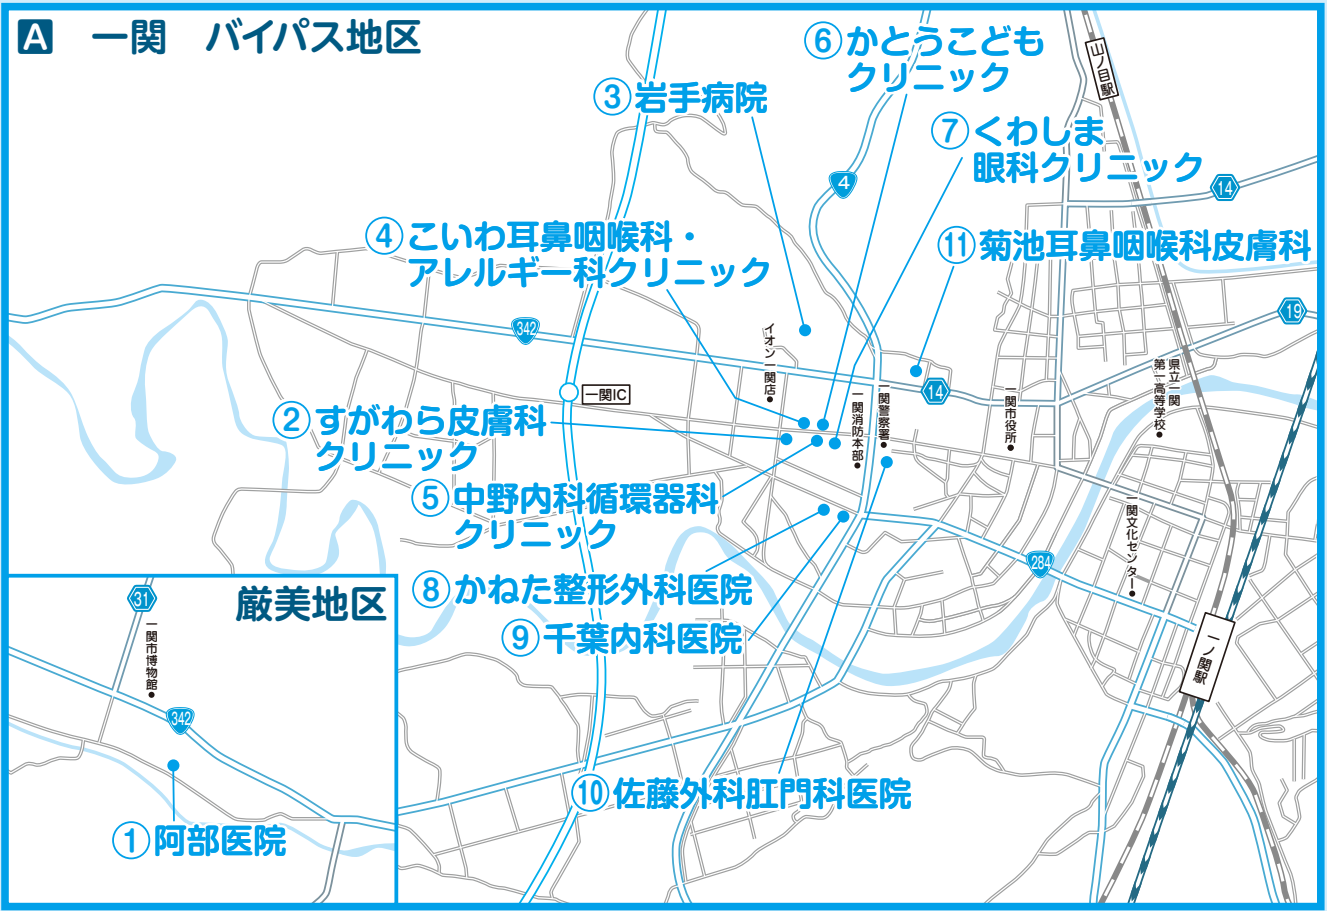 A 一関 バイパス地区
山ノ目駅
⑥かとうこども
クリニック
③岩手病院
⑦くわしま
眼科クリニック
4
14
④こいわ耳鼻咽喉科・
アレルギー科クリニック
⑪菊池耳鼻咽喉科皮膚科
342
19
イオン一関店
県立一関
第一高等学校
一関IC
14
一関警察署
一関消防本部
一関市役所
②すがわら皮膚科
クリニック
⑤中野内科循環器科
クリニック
一関文化センター
284
⑧かねた整形外科医院
⑨千葉内科医院
一ノ関駅
⑩佐藤外科肛門科医院
厳美地区
31
一関市博物館
342
①阿部医院